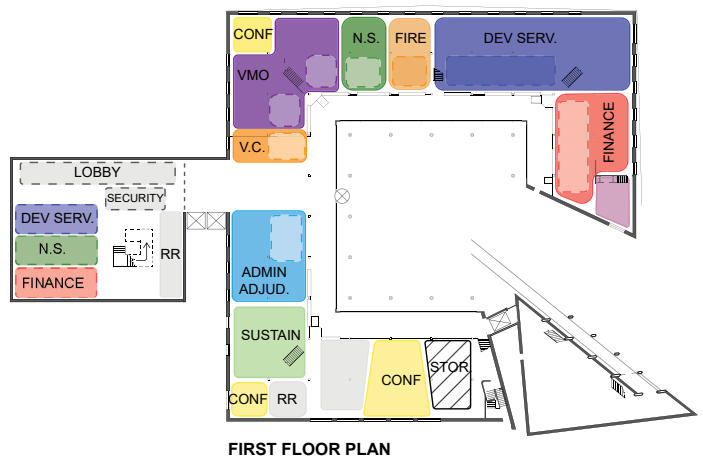 CONF
N.S.
FIRE
DEV SERV.
VMO
FINANCE
V.C.
LOBBY
SECURITY
DEV SERV.
N.S.
RR
FINANCE
ADMIN
ADJUD.
SUSTAIN
STOR
CONF
CONF
RR
FIRST FLOOR PLAN